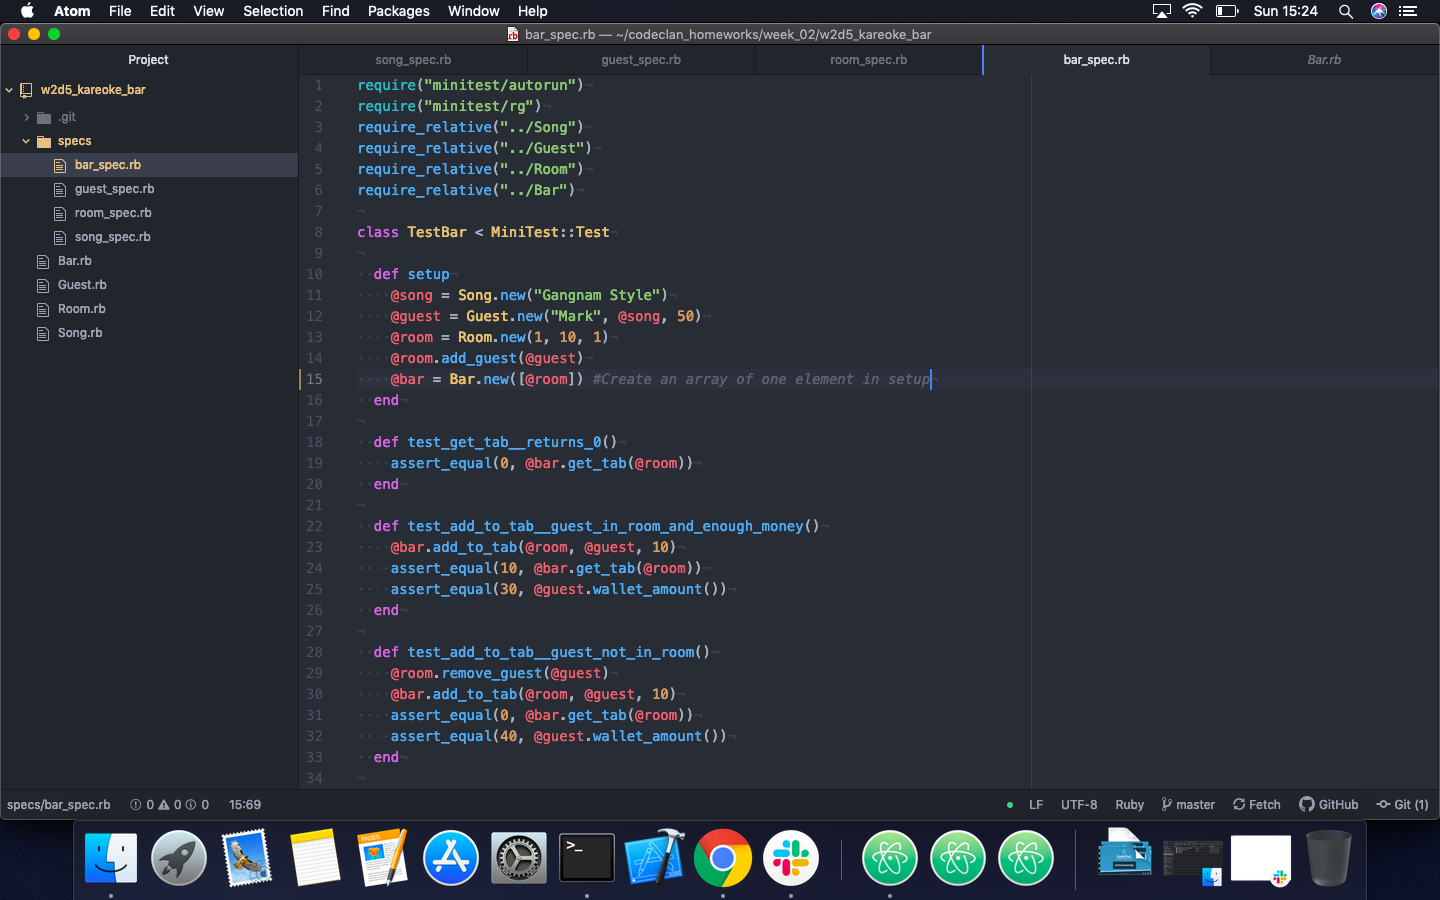 Atom File Edit View Selection Find Packages Window Help Sun 15:24
bar_spec.rb — ~/codeclan_homeworks/week_02/w2d5_kareoke_bar
Project
w2d5_kareoke_bar
.git
specs
bar_spec.rb
guest_spec.rb
room_spec.rb
song_spec.rb
Bar.rb
Guest.rb
Room.rb
Song.rb
song_spec.rb guest_spec.rb room_spec.rb bar_spec.rb Bar.rb
1 require("minitest/autorun")
2 require("minitest/rg")
3 require_relative("../Song")
4 require_relative("../Guest")
5 require_relative("../Room")
6 require_relative("../Bar")
7
8 class TestBar < MiniTest::Test
9
10 def setup
11 @song = Song.new("Gangnam Style")
12 @guest = Guest.new("Mark", @song, 50)
13 @room = Room.new(1, 10, 1)
14 @room.add_guest(@guest)
15 @bar = Bar.new([@room]) #Create an array of one element in setup
16 end
17
18 def test_get_tab__returns_0()
19 assert_equal(0, @bar.get_tab(@room))
20 end
21
22 def test_add_to_tab__guest_in_room_and_enough_money()
23 @bar.add_to_tab(@room, @guest, 10)
24 assert_equal(10, @bar.get_tab(@room))
25 assert_equal(30, @guest.wallet_amount())
26 end
27
28 def test_add_to_tab__guest_not_in_room()
29 @room.remove_guest(@guest)
30 @bar.add_to_tab(@room, @guest, 10)
31 assert_equal(0, @bar.get_tab(@room))
32 assert_equal(40, @guest.wallet_amount())
33 end
34
specs/bar_spec.rb 0 0 0 15:69 LF UTF-8 Ruby master Fetch GitHub Git (1)
PAGES